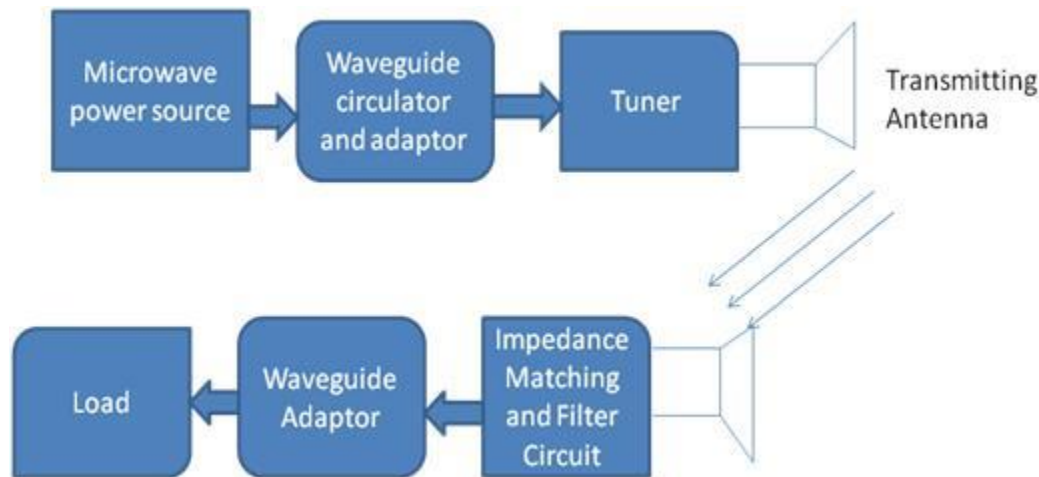 Microwave
power source
Waveguide
circulator
and adaptor
Tuner
Transmitting
Antenna
Load
Waveguide
Adaptor
Impedance
Matching
and Filter
Circuit